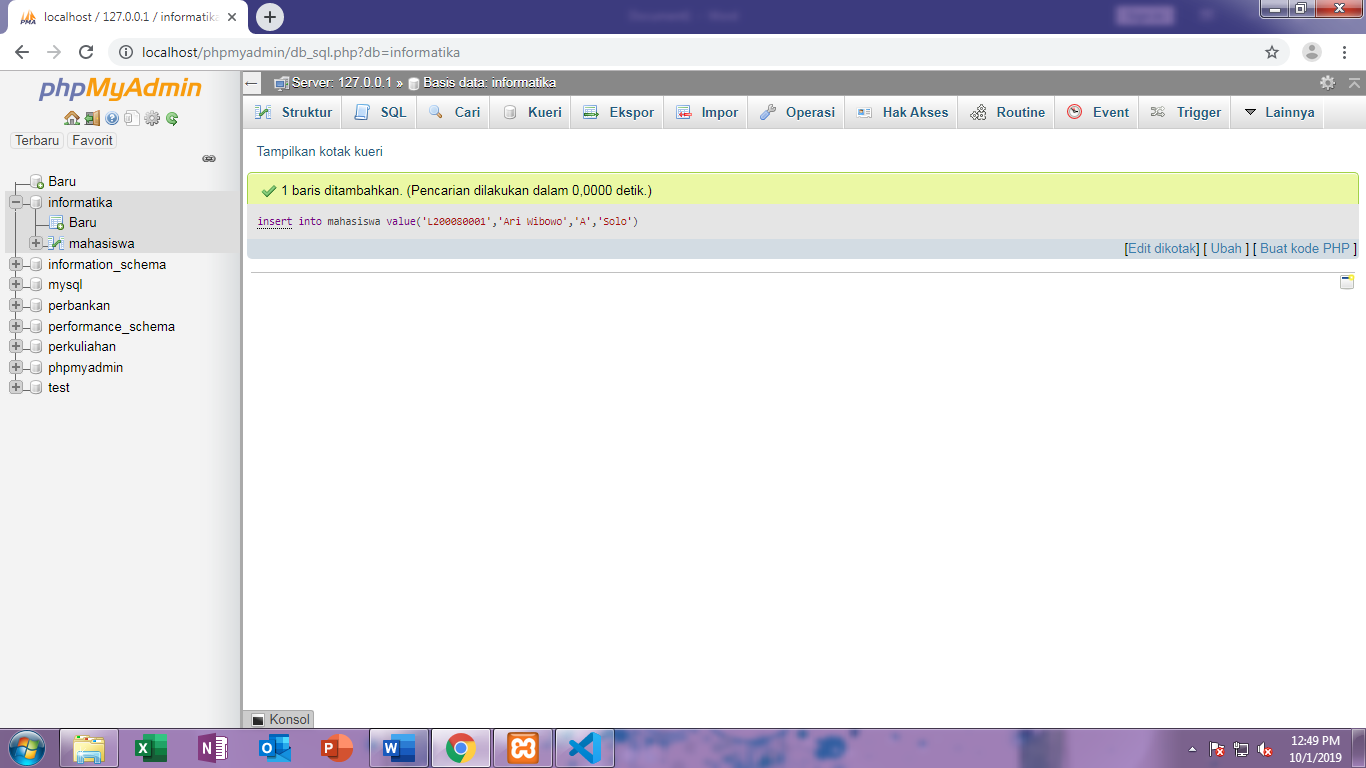 localhost / 127.0.0.1 / informatika
localhost/phpmyadmin/db_sql.php?db=informatika
phpMyAdmin
Terbaru Favorit
Baru
informatika
Baru
mahasiswa
information_schema
mysql
perbankan
performance_schema
perkuliahan
phpmyadmin
test
Server: 127.0.0.1 » Basis data: informatika
Struktur SQL Cari Kueri Ekspor Impor Operasi Hak Akses Routine Event Trigger Lainnya
Tampilkan kotak kueri
1 baris ditambahkan. (Pencarian dilakukan dalam 0,0000 detik.)
insert into mahasiswa value('L200080001','Ari Wibowo','A','Solo')
[Edit dikotak] [ Ubah ] [ Buat kode PHP ]
Konsol
12:49 PM
10/1/2019